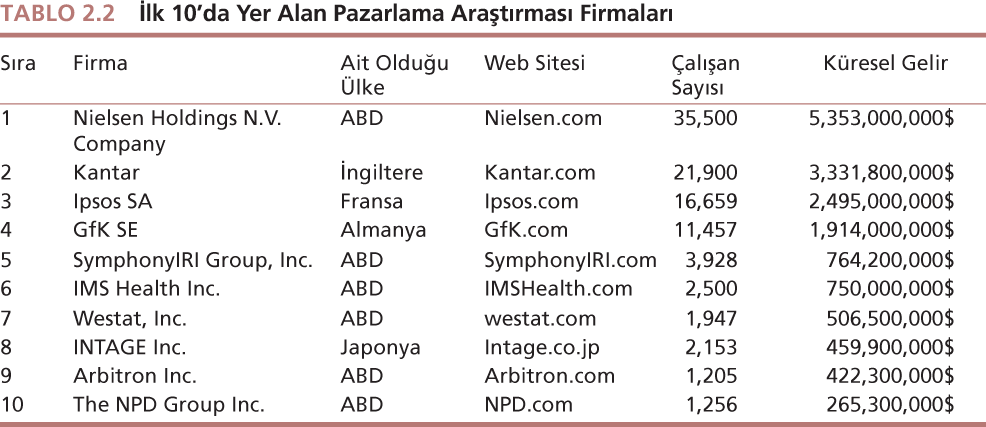 TABLO 2.2 İlk 10’da Yer Alan Pazarlama Araştırması Firmaları
Sıra Firma Ait Olduğu Ülke Web Sitesi Çalışan Sayısı Küresel Gelir
1 Nielsen Holdings N.V. Company ABD Nielsen.com 35,500 5,353,000,000$
2 Kantar İngiltere Kantar.com 21,900 3,331,800,000$
3 Ipsos SA Fransa Ipsos.com 16,659 2,495,000,000$
4 GfK SE Almanya GfK.com 11,457 1,914,000,000$
5 SymphonyIRI Group, Inc. ABD SymphonyIRI.com 3,928 764,200,000$
6 IMS Health Inc. ABD IMSHealth.com 2,500 750,000,000$
7 Westat, Inc. ABD westat.com 1,947 506,500,000$
8 INTAGE Inc. Japonya Intage.co.jp 2,153 459,900,000$
9 Arbitron Inc. ABD Arbitron.com 1,205 422,300,000$
10 The NPD Group Inc. ABD NPD.com 1,256 265,300,000$